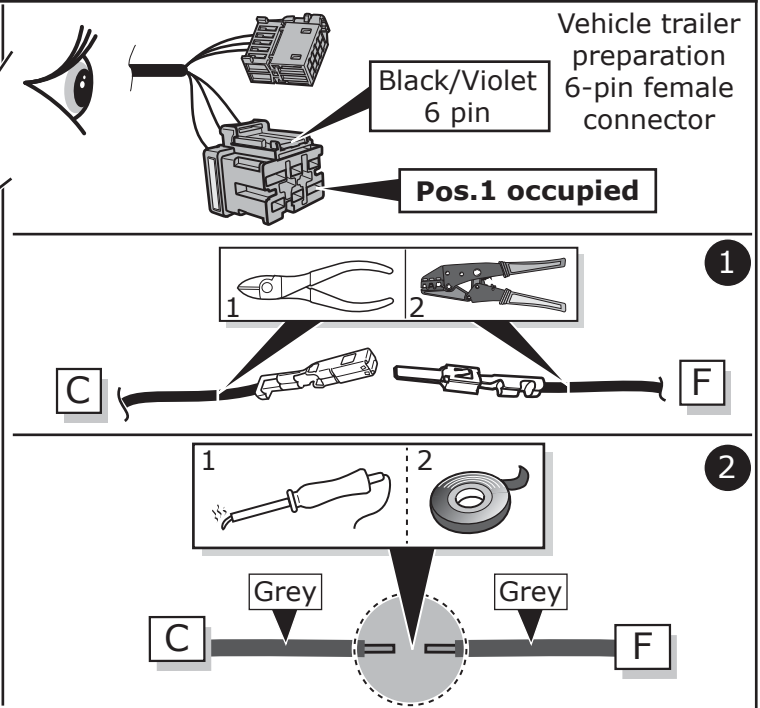 Vehicle trailer
preparation
6-pin female
connector
Black/Violet
6 pin
Pos.1 occupied
1
1
2
C
F
2
1
2
Grey
Grey
C
F